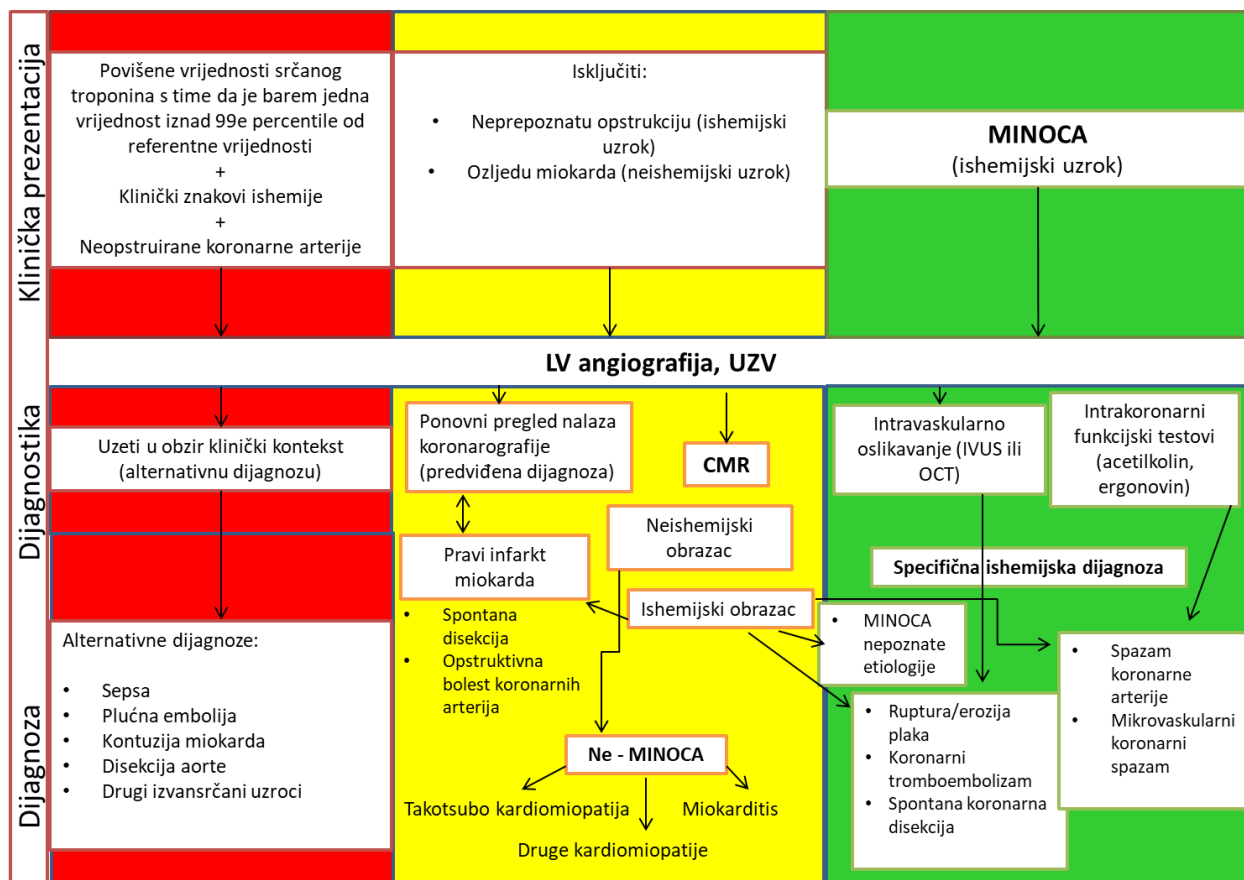 Klinička prezentacija
Povišene vrijednosti srčanog
troponina s time da je barem jedna
vrijednost iznad 99e percentile od
referentne vrijednosti
+
Klinički znakovi ishemije
+
Neopstruirane koronarne arterije
Isključiti:
• Neprepoznatu opstrukciju (ishemijski
uzrok)
• Ozljedu miokarda (neishemijski uzrok)
MINOCA
(ishemijski uzrok)
LV angiografija, UZV
Dijagnostika
Uzeti u obzir klinički kontekst
(alternativnu dijagnozu)
Ponovni pregled nalaza
koronarografije
(predviđena dijagnoza)
CMR
Intravaskularno
oslikavanje (IVUS ili
OCT)
Intrakoronarni
funkcijski testovi
(acetilkolin,
ergonovin)
Neishemijski
obrazac
Pravi infarkt
miokarda
Specifična ishemijska dijagnoza
Ishemijski obrazac
Dijagnoza
Alternativne dijagnoze:
• Sepsa
• Plućna embolija
• Kontuzija miokarda
• Disekcija aorte
• Drugi izvansrčani uzroci
• Spontana
disekcija
• Opstruktivna
bolest koronarnih
arterija
• MINOCA
nepoznate
etiologije
• Spazam
koronarne
arterije
• Mikrovaskularni
koronarni
spazam
• Ruptura/erozija
plaka
• Koronarni
tromboembolizam
• Spontana koronarna
disekcija
Ne - MINOCA
Takotsubo kardiomiopatija
Miokarditis
Druge kardiomiopatije